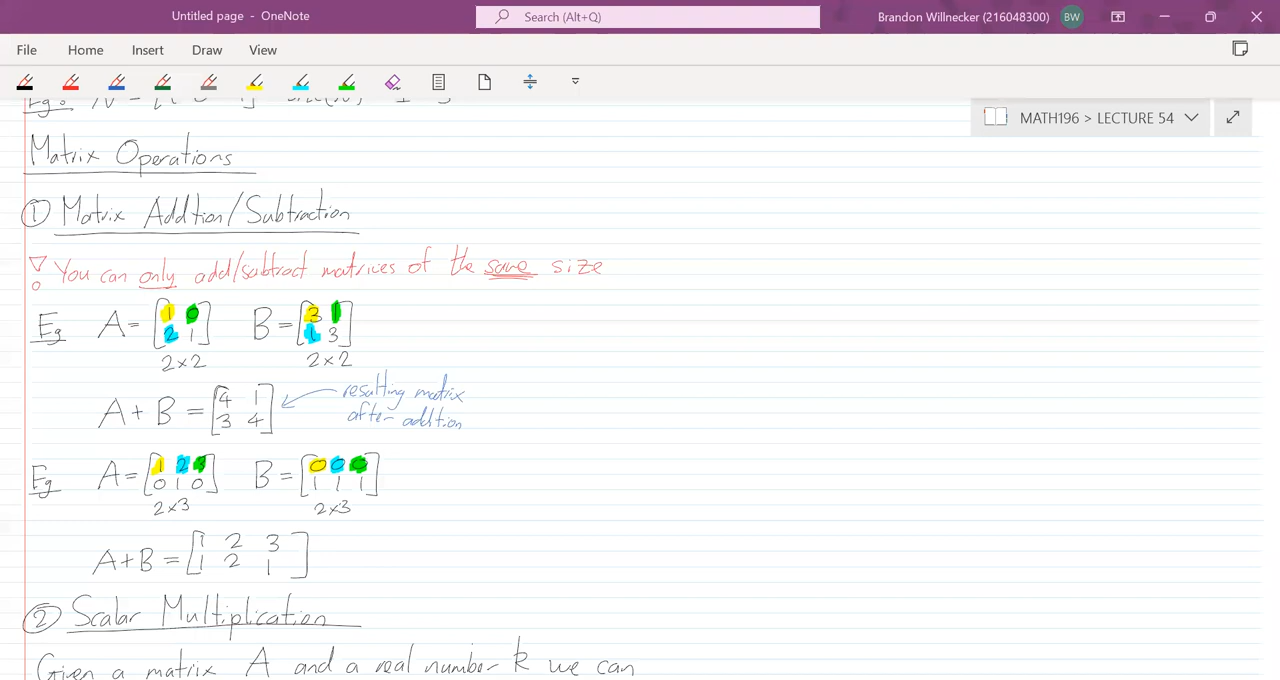 Untitled page - OneNote
Search (Alt+Q)
Brandon Willnecker (216048300)
BW
File Home Insert Draw View
MATH196 > LECTURE 54
Eg:
Matrix Operations
① Matrix Addtion/Subtraction
You can only add/subtract matrices of the same size
Eg A = [1 0 B = [3 1
2 1] 1 3]
2×2 2×2
A + B = [4 1
3 4]
resulting matrix
after addition
Eg A = [1 2 3 B = [0 0 0
0 1 0] 1 1 1]
2×3 2×3
A+B = [1 2 3
1 2 1]
② Scalar Multiplication
Given a matrix A and a real number k we can